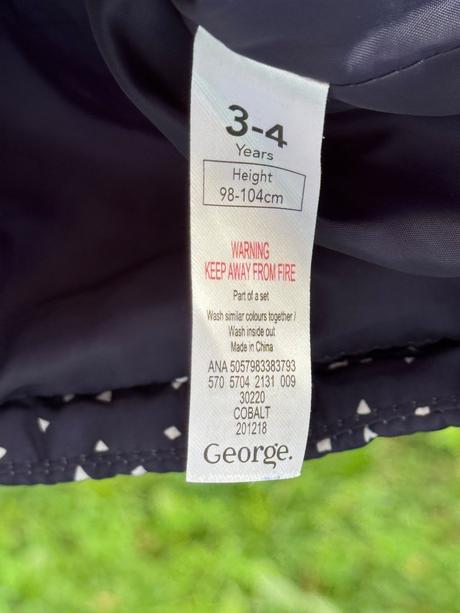 3-4
Years
Height
98-104cm
WARNING
KEEP AWAY FROM FIRE
Part of a set
Wash similar colours together /
Wash inside out
Made in China
ANA 5057983383793
570 5704 2131 009
30220
COBALT
201218
George.